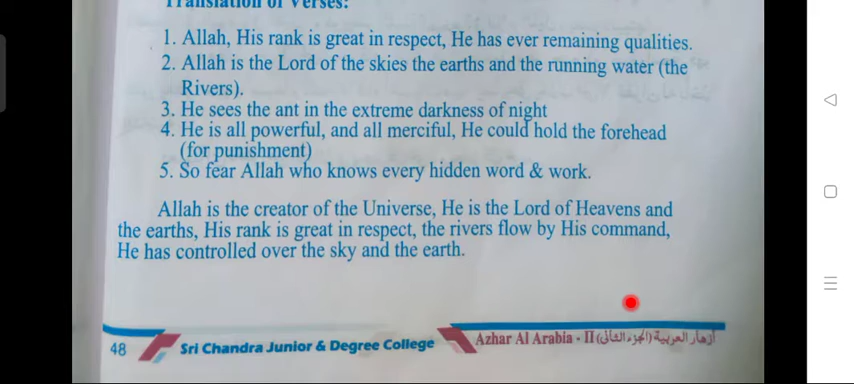 Translation of Verses:
1. Allah, His rank is great in respect, He has ever remaining qualities.
2. Allah is the Lord of the skies the earths and the running water (the
Rivers).
3. He sees the ant in the extreme darkness of night
4. He is all powerful, and all merciful, He could hold the forehead
(for punishment)
5. So fear Allah who knows every hidden word & work.
Allah is the creator of the Universe, He is the Lord of Heavens and
the earths, His rank is great in respect, the rivers flow by His command,
He has controlled over the sky and the earth.
48 Sri Chandra Junior & Degree College Azhar Al Arabia - II أزهار العربية (الجزء الثاني)